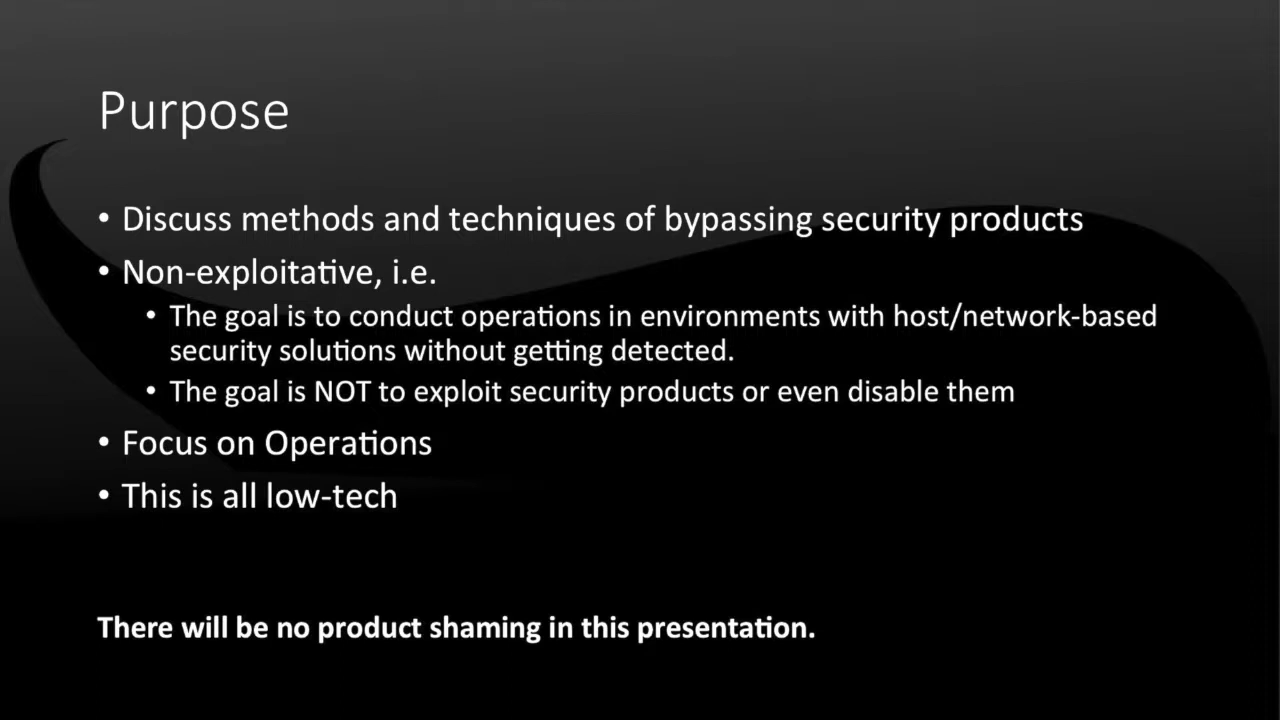 Purpose
• Discuss methods and techniques of bypassing security products
• Non-exploitative, i.e.
• The goal is to conduct operations in environments with host/network-based
security solutions without getting detected.
• The goal is NOT to exploit security products or even disable them
• Focus on Operations
• This is all low-tech
There will be no product shaming in this presentation.